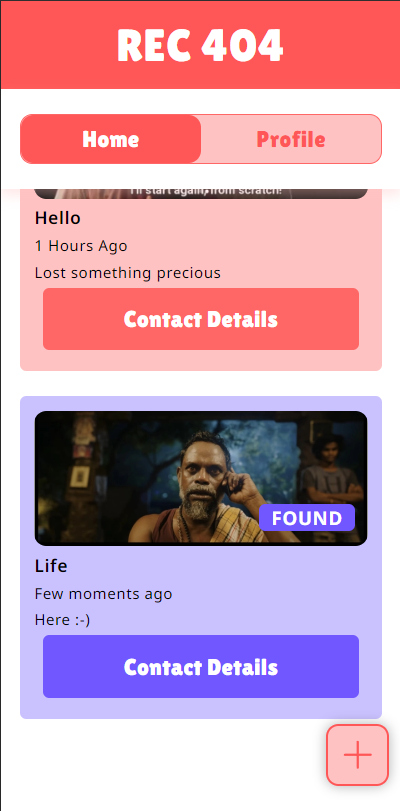 REC 404
Home
Profile
I'll start again, from scratch!
Hello
1 Hours Ago
Lost something precious
Contact Details
FOUND
Life
Few moments ago
Here :-)
Contact Details